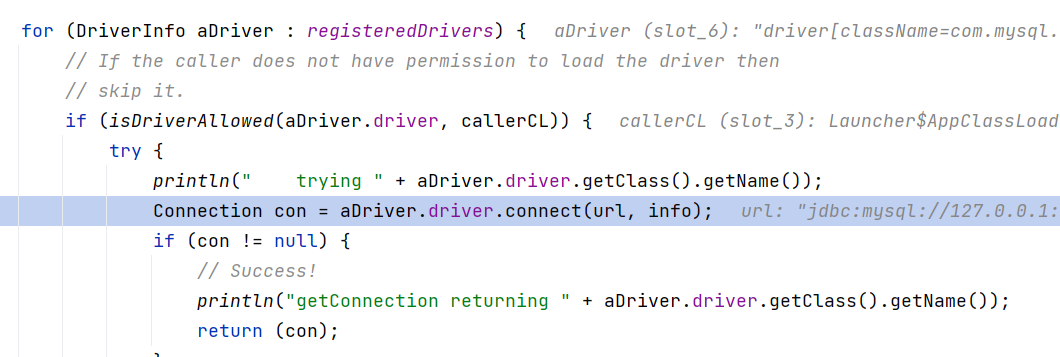 for (DriverInfo aDriver : registeredDrivers) {   aDriver (slot_6): "driver[className=com.mysql.
// If the caller does not have permission to load the driver then
// skip it.
if (isDriverAllowed(aDriver.driver, callerCL)) {   callerCL (slot_3): Launcher$AppClassLoad
try {
println("    trying " + aDriver.driver.getClass().getName());
Connection con = aDriver.driver.connect(url, info);   url: "jdbc:mysql://127.0.0.1:
if (con != null) {
// Success!
println("getConnection returning " + aDriver.driver.getClass().getName());
return (con);
}